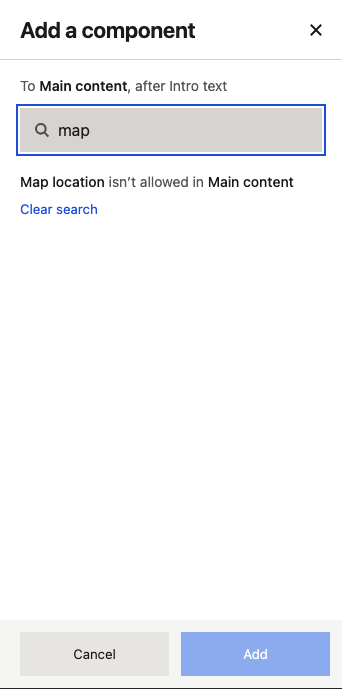 Add a component
To Main content, after Intro text
map
Map location isn’t allowed in Main content
Clear search
Cancel
Add